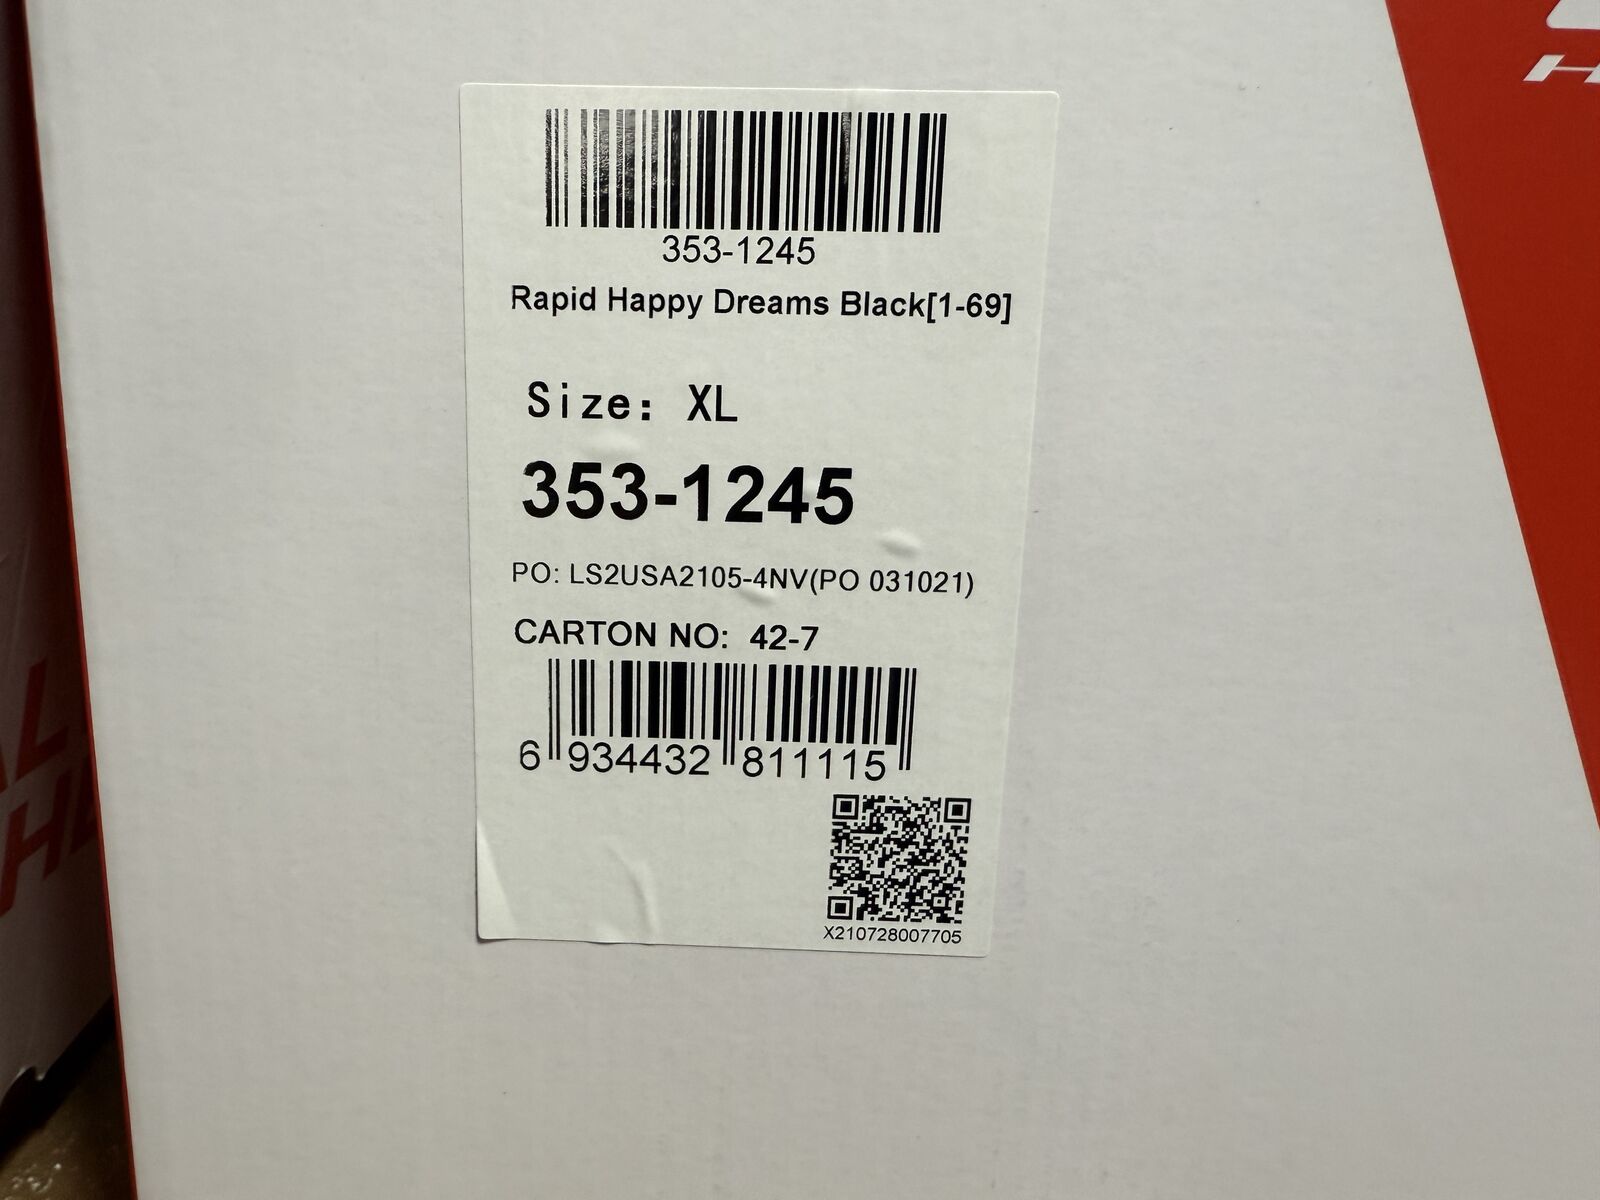 353-1245
Rapid Happy Dreams Black[1-69]
Size: XL
353-1245
PO: LS2USA2105-4NV(PO 031021)
CARTON NO: 42-7
6 934432 811115
X210728007705